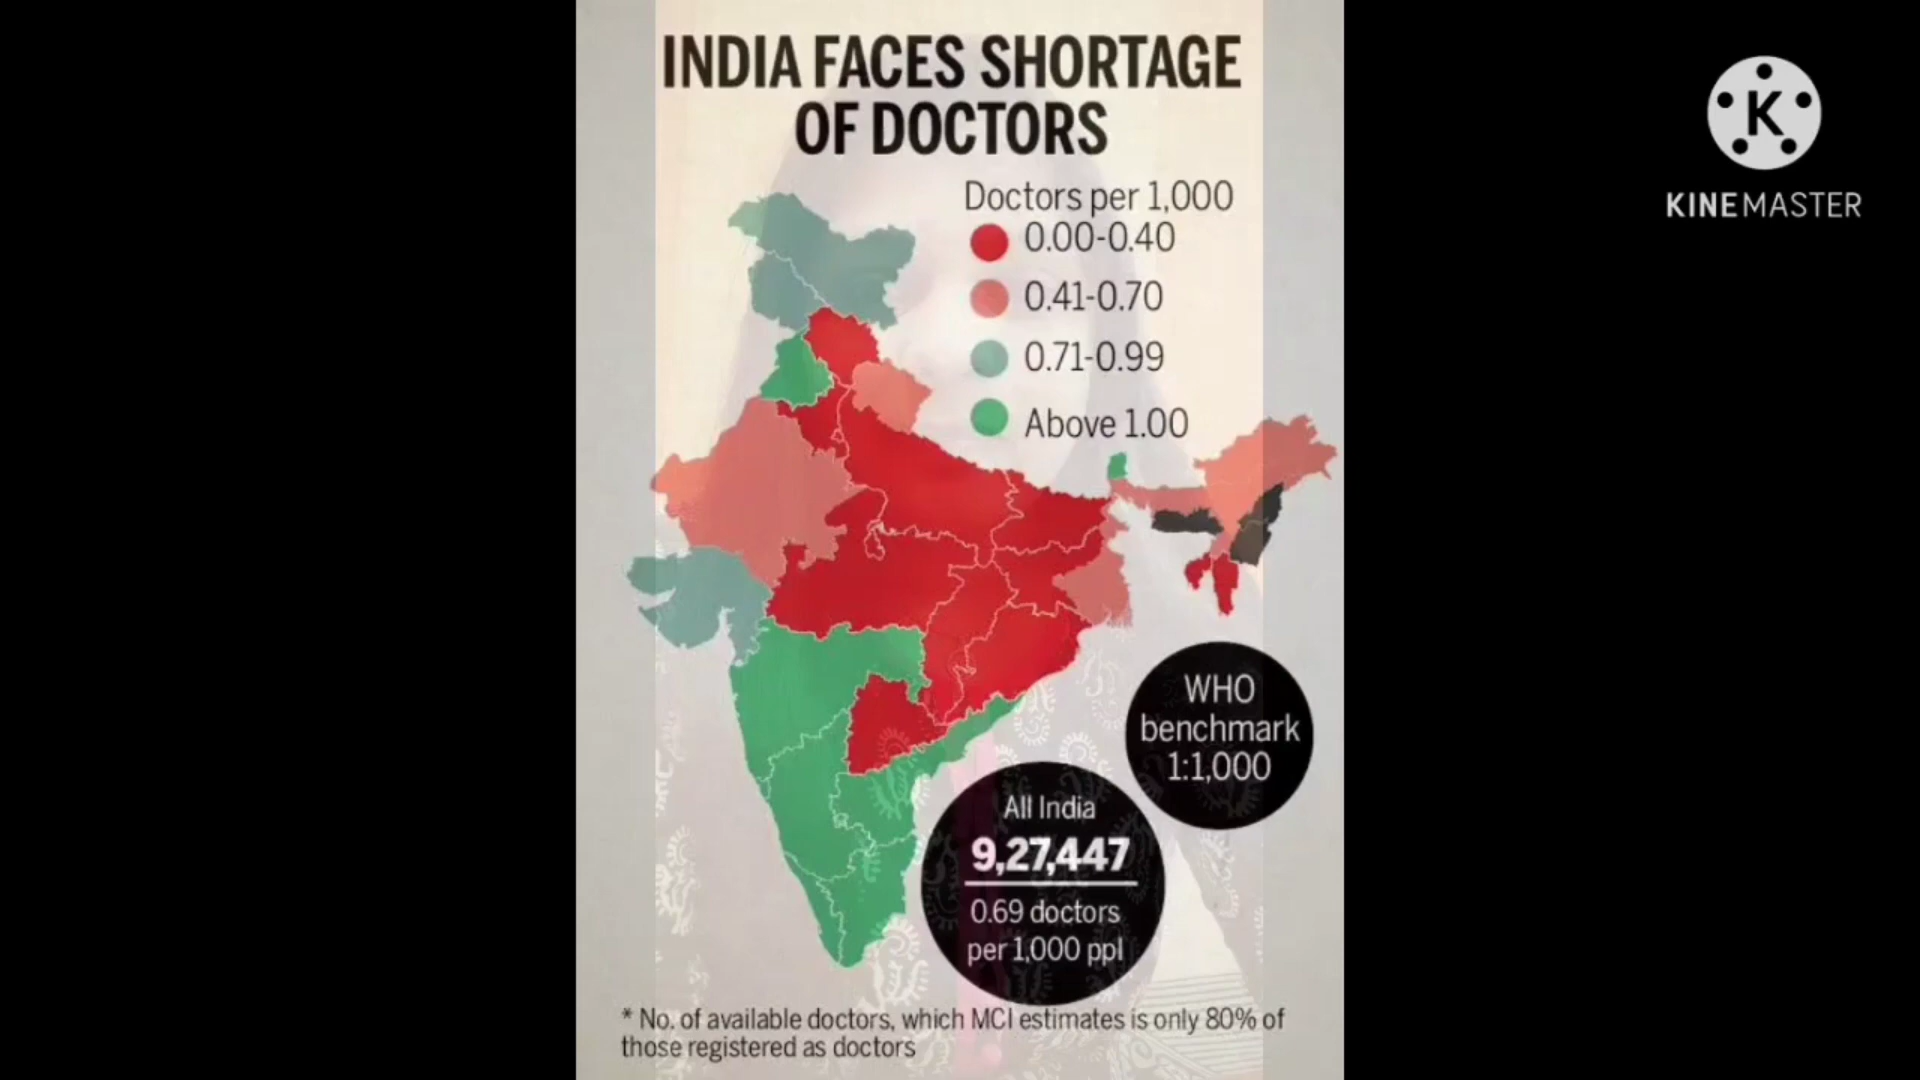 INDIA FACES SHORTAGE
OF DOCTORS
Doctors per 1,000
0.00-0.40
0.41-0.70
0.71-0.99
Above 1.00
WHO
benchmark
1:1,000
All India
9,27,447
0.69 doctors
per 1,000 ppl
* No. of available doctors, which MCI estimates is only 80% of
those registered as doctors
K
KINEMASTER